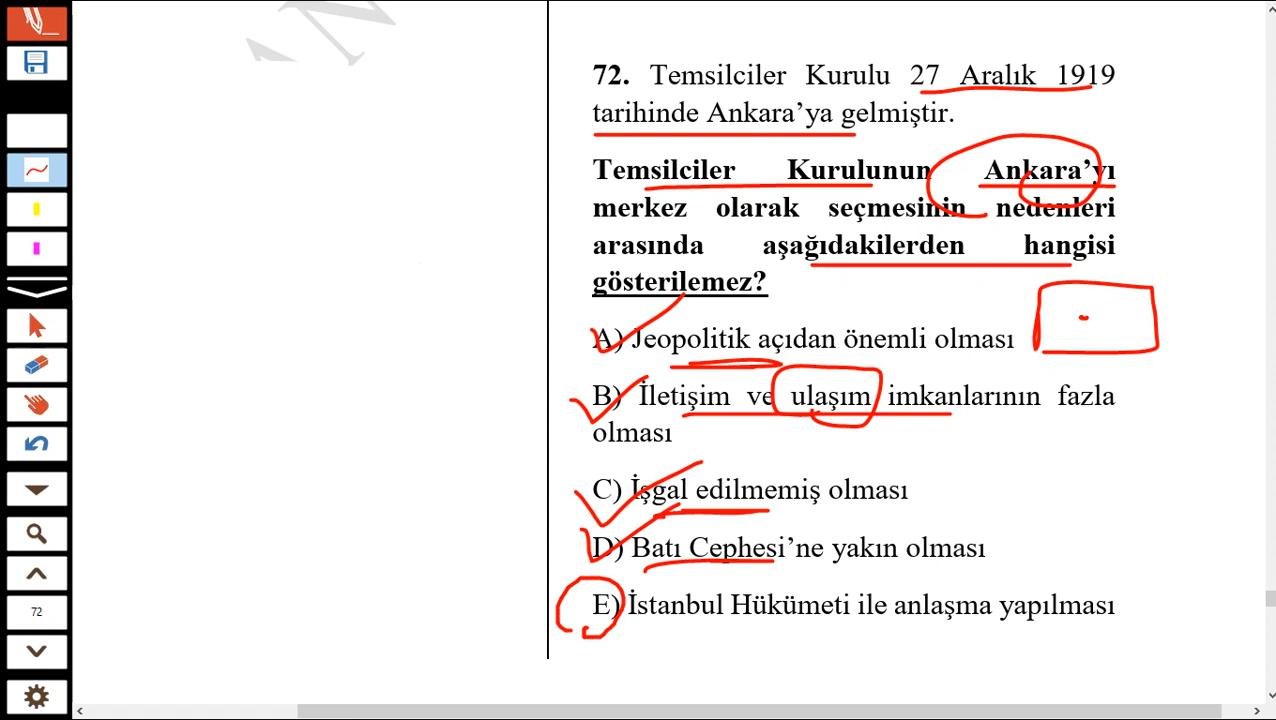 72. Temsilciler Kurulu 27 Aralık 1919
tarihinde Ankara’ya gelmiştir.
Temsilciler Kurulunun Ankara’yı
merkez olarak seçmesinin nedenleri
arasında aşağıdakilerden hangisi
gösterilemez?
A) Jeopolitik açıdan önemli olması
B) İletişim ve ulaşım imkanlarının fazla
olması
C) İşgal edilmemiş olması
D) Batı Cephesi’ne yakın olması
E) İstanbul Hükümeti ile anlaşma yapılması
72